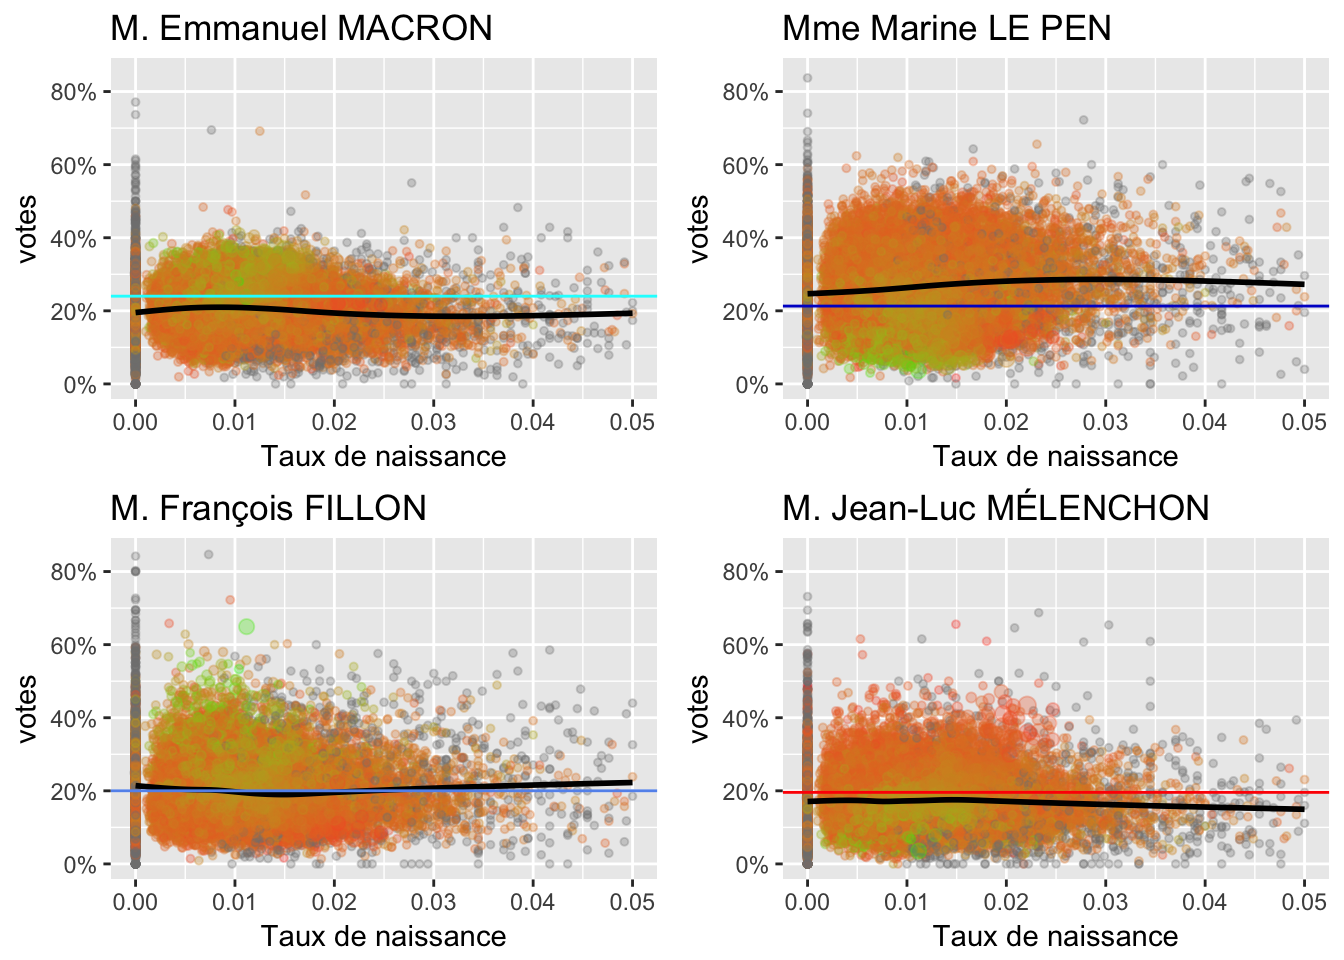 M. Emmanuel MACRON
80%
60%
40%
20%
0%
votes
0.00 0.01 0.02 0.03 0.04 0.05
Taux de naissance
Mme Marine LE PEN
80%
60%
40%
20%
0%
votes
0.00 0.01 0.02 0.03 0.04 0.05
Taux de naissance
M. François FILLON
80%
60%
40%
20%
0%
votes
0.00 0.01 0.02 0.03 0.04 0.05
Taux de naissance
M. Jean-Luc MÉLENCHON
80%
60%
40%
20%
0%
votes
0.00 0.01 0.02 0.03 0.04 0.05
Taux de naissance